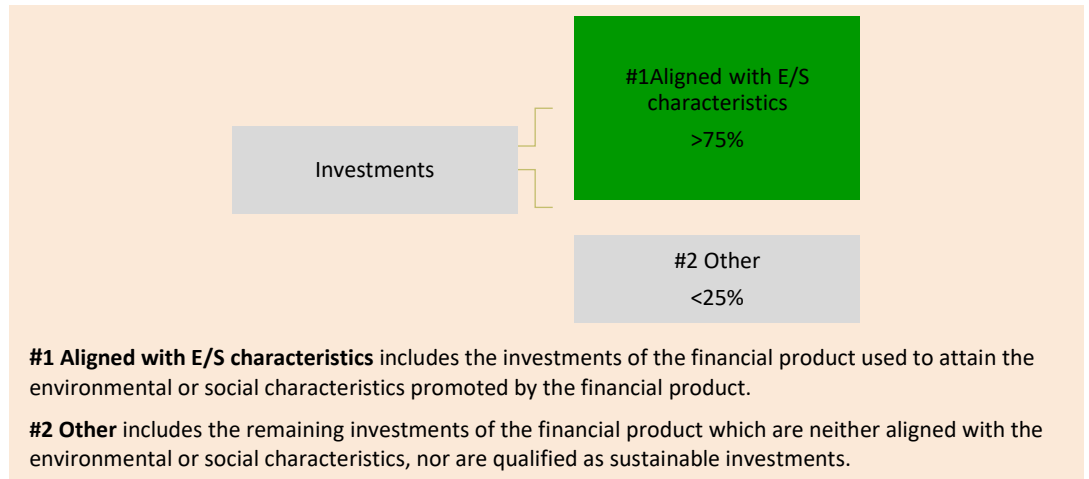 #1Aligned with E/S
characteristics
>75%
Investments
#2 Other
<25%
#1 Aligned with E/S characteristics includes the investments of the financial product used to attain the
environmental or social characteristics promoted by the financial product.
#2 Other includes the remaining investments of the financial product which are neither aligned with the
environmental or social characteristics, nor are qualified as sustainable investments.